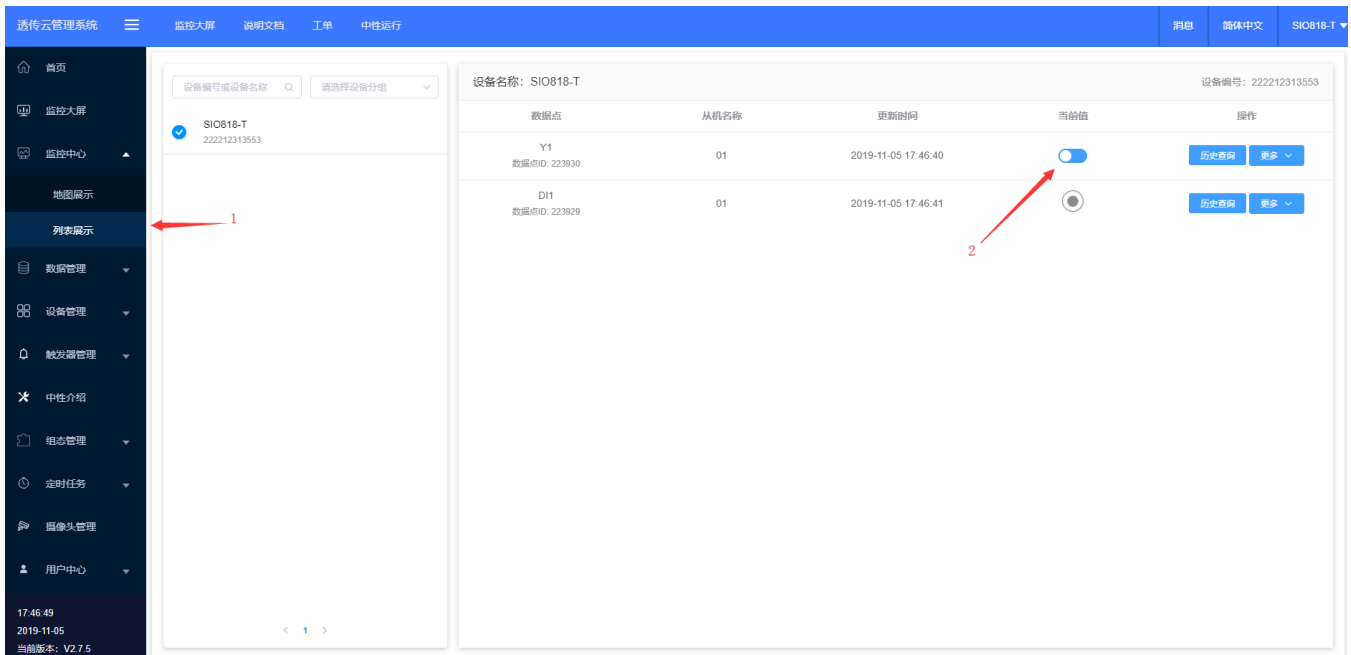 透传云管理系统
监控大屏 说明文档 工单 中性运行
消息 简体中文 SIO818-T
首页
监控大屏
监控中心
地图展示
列表展示
数据管理
设备管理
触发器管理
中性介绍
组态管理
定时任务
摄像头管理
用户中心
17:46:49
2019-11-05
当前版本：V2.7.5
1
设备编号或设备名称 请选择设备分组
SIO818-T
222212313553
1
设备名称：SIO818-T 设备编号：222212313553
数据点 从机名称 更新时间 当前值 操作
Y1
数据点ID: 223930
01 2019-11-05 17:46:40 历史查询 更多
DI1
数据点ID: 223929
01 2019-11-05 17:46:41 历史查询 更多
2